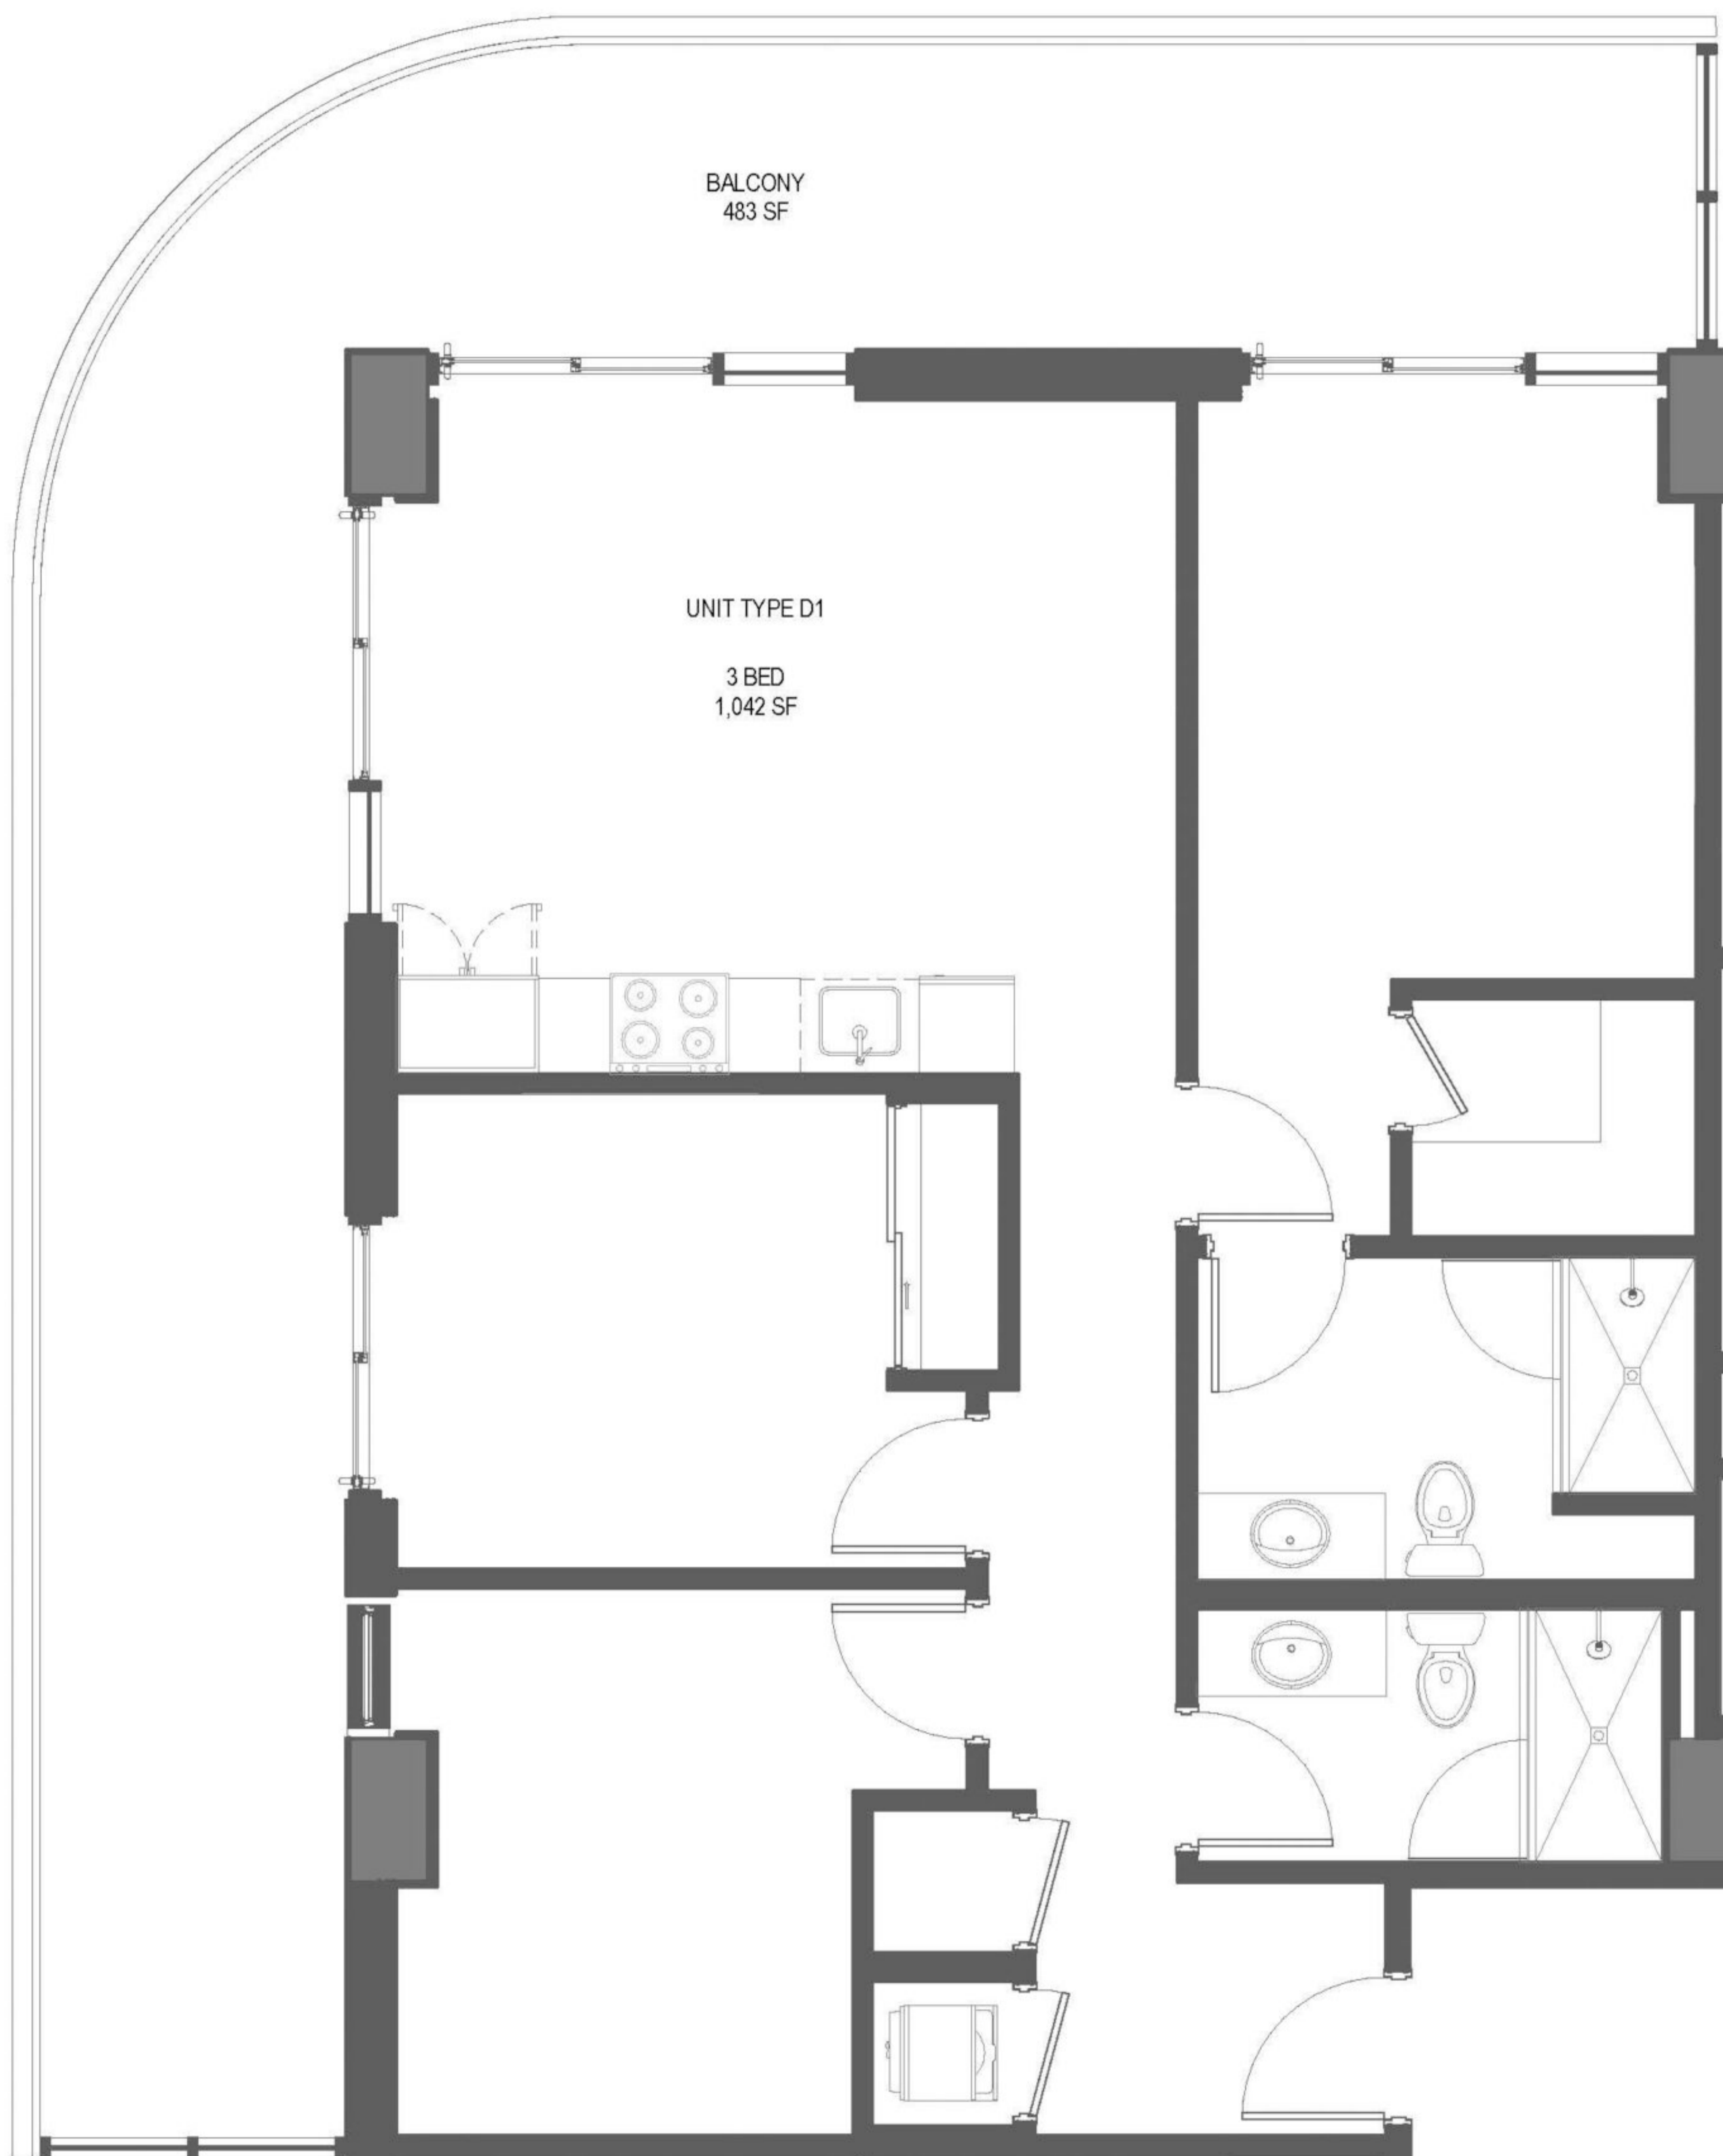 BALCONY
483 SF
UNIT TYPE D1
3 BED
1,042 SF